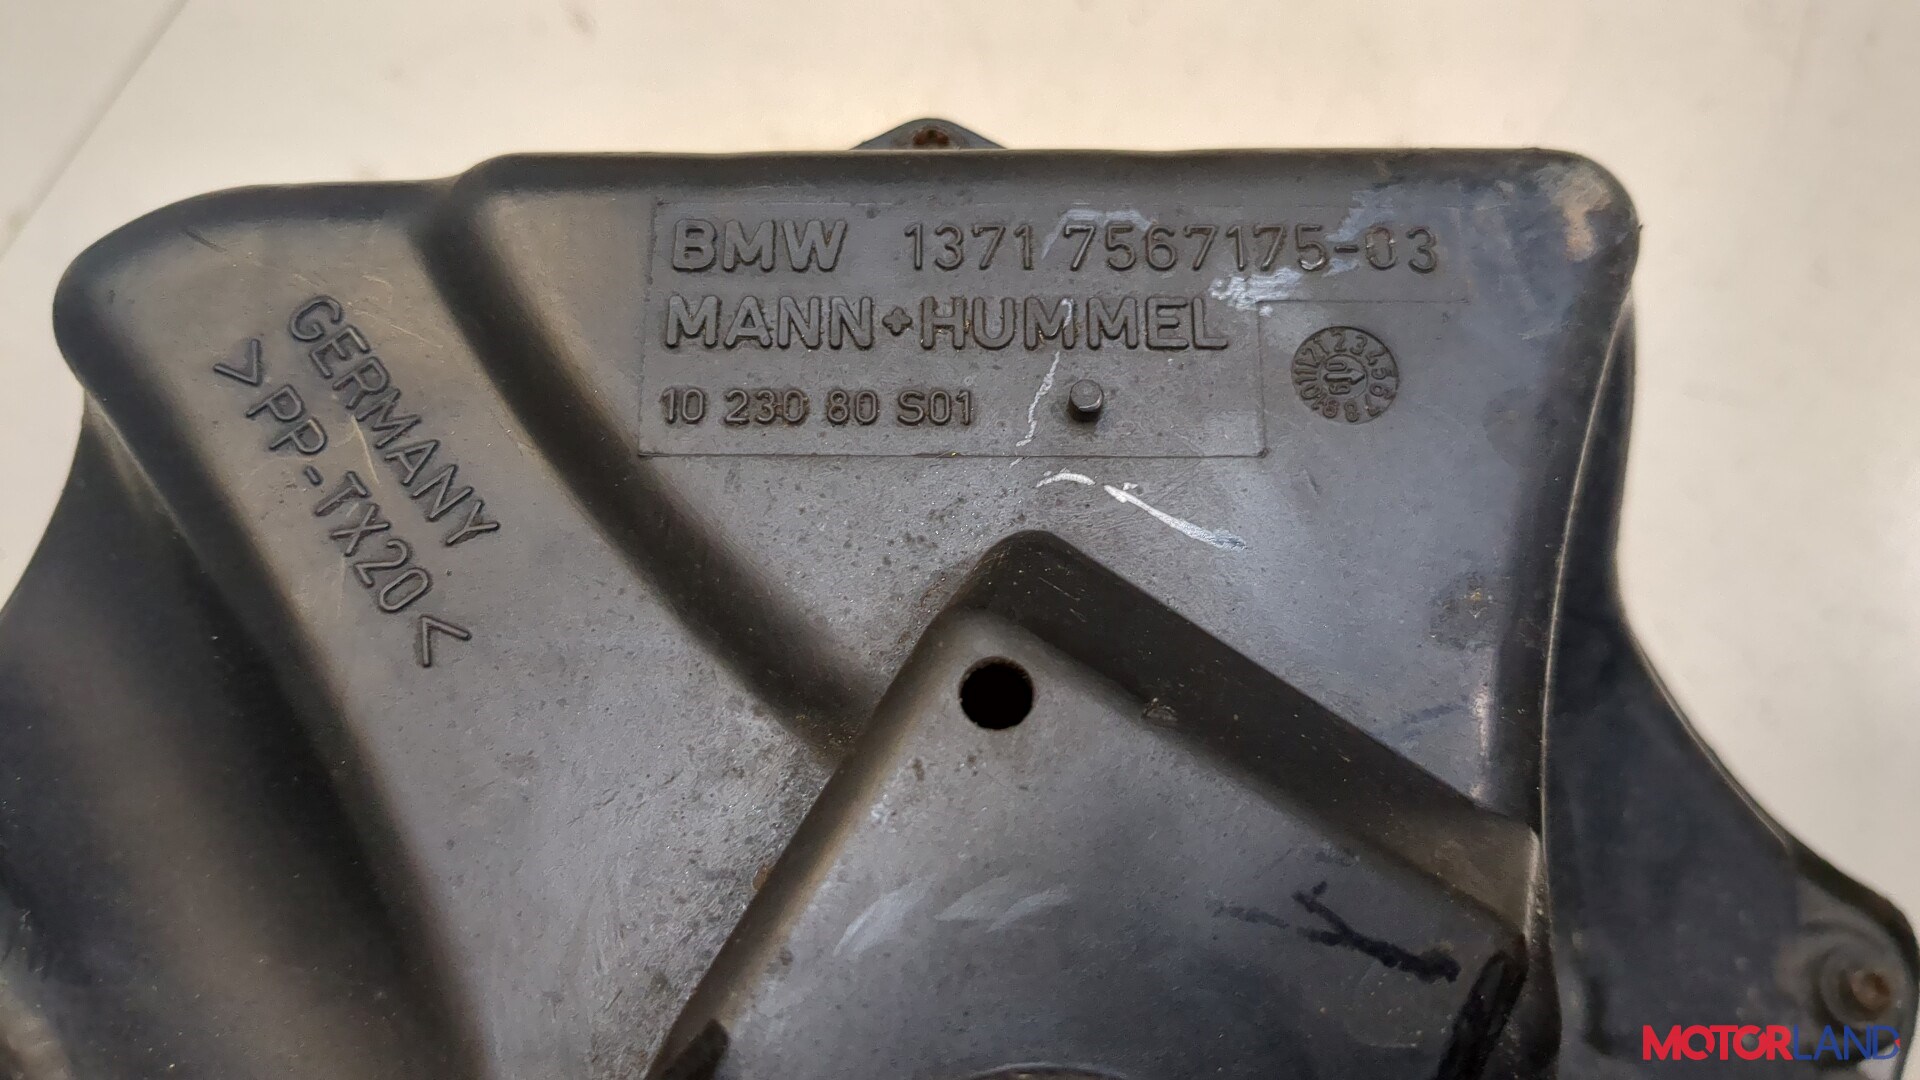 BMW 1371 7567175-03
MANN+HUMMEL
10 230 80 S01
GERMANY
>PP-TX20<
MOTORLAND